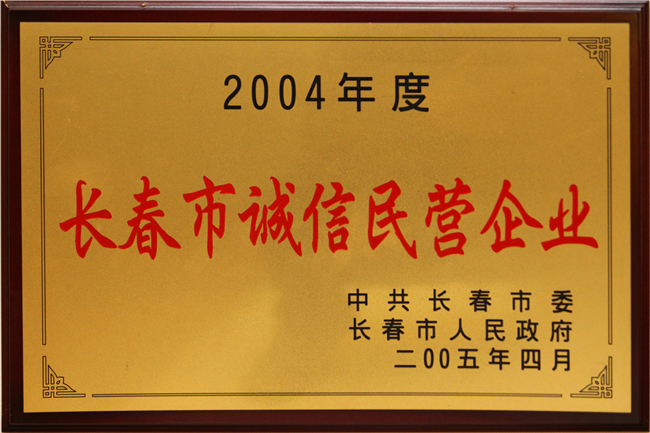 2004年度
长春市诚信民营企业
中共长春市委
长春市人民政府
二00五年四月